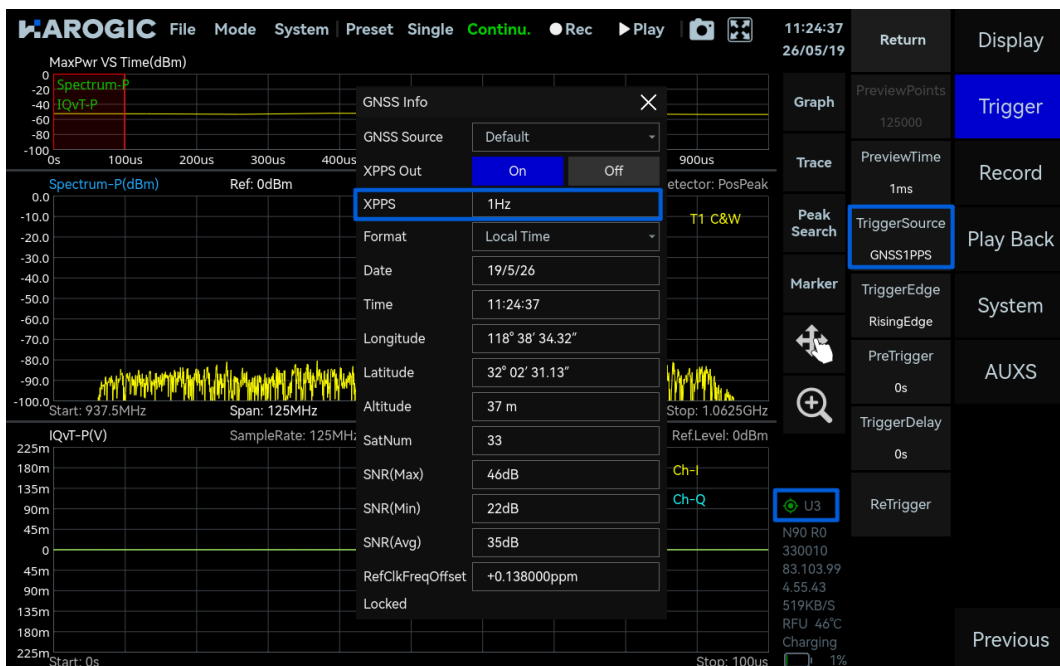 HAROGIC File Mode System Preset Single Continu. Rec Play
11:24:37
26/05/19
Return
Display
MaxPwr VS Time(dBm)
0
-20
-40
-60
-80
-100
Spectrum-P
IQvT-P
0s 100us 200us 300us 400us 900us
Spectrum-P(dBm) Ref: 0dBm etector: PosPeak
0.0
-10.0
-20.0
-30.0
-40.0
-50.0
-60.0
-70.0
-80.0
-90.0
-100.0
T1 C&W
Start: 937.5MHz Span: 125MHz Stop: 1.0625GHz
IQvT-P(V) SampleRate: 125MHz Ref.Level: 0dBm
225m
180m
135m
90m
45m
0
45m
90m
135m
180m
225m
Ch-I
Ch-Q
Start: 0s Stop: 100us
GNSS Info
GNSS Source Default
XPPS Out On Off
XPPS 1Hz
Format Local Time
Date 19/5/26
Time 11:24:37
Longitude 118° 38′ 34.32″
Latitude 32° 02′ 31.13″
Altitude 37 m
SatNum 33
SNR(Max) 46dB
SNR(Min) 22dB
SNR(Avg) 35dB
RefClkFreqOffset +0.138000ppm
Locked
Graph
Trace
Peak
Search
Marker
U3
N90 R0
330010
83.103.99
4.55.43
519KB/S
RFU 46℃
Charging
1%
PreviewPoints
125000
PreviewTime
1ms
TriggerSource
GNSS1PPS
TriggerEdge
RisingEdge
PreTrigger
0s
TriggerDelay
0s
ReTrigger
Trigger
Record
Play Back
System
AUXS
Previous